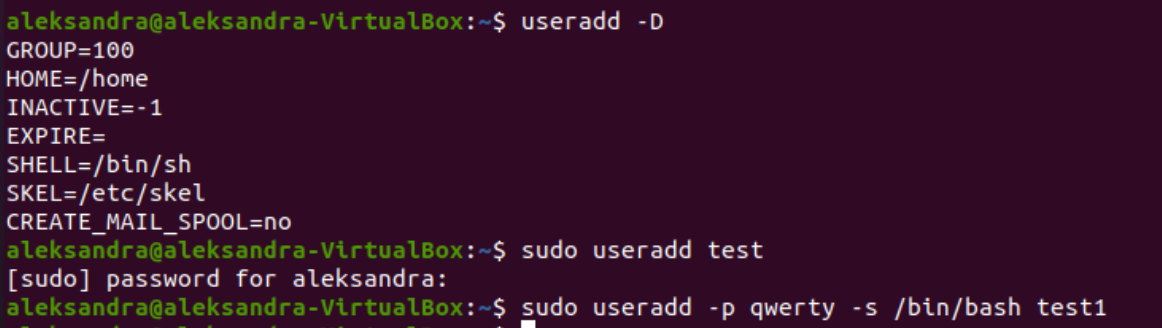 aleksandra@aleksandra-VirtualBox:~$ useradd -D
GROUP=100
HOME=/home
INACTIVE=-1
EXPIRE=
SHELL=/bin/sh
SKEL=/etc/skel
CREATE_MAIL_SPOOL=no
aleksandra@aleksandra-VirtualBox:~$ sudo useradd test
[sudo] password for aleksandra:
aleksandra@aleksandra-VirtualBox:~$ sudo useradd -p qwerty -s /bin/bash test1